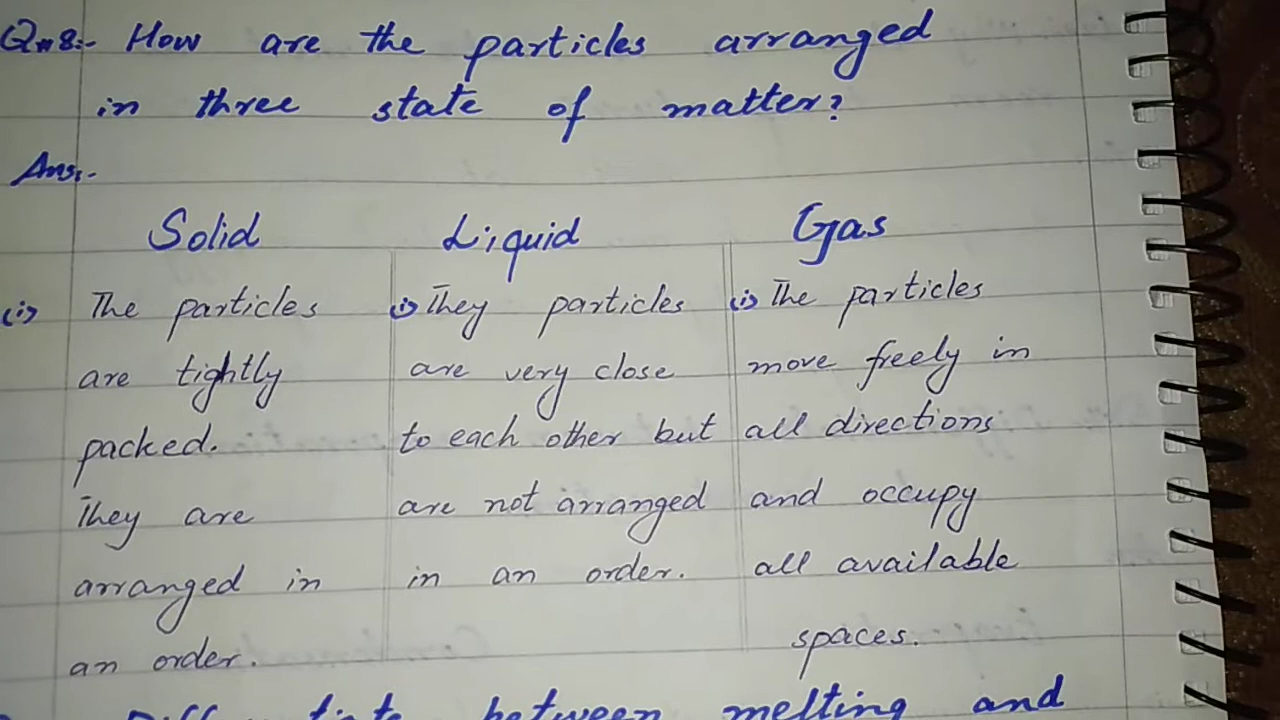 Q#8:- How are the particles arranged
in three state of matter?
Ans:-
Solid
(i) The particles
are tightly
packed.
They are
arranged in
an order.
Liquid
(i) They particles
are very close
to each other but
are not arranged
in an order.
Gas
(i) The particles
move freely in
all directions
and occupy
all available
spaces.
between melting and